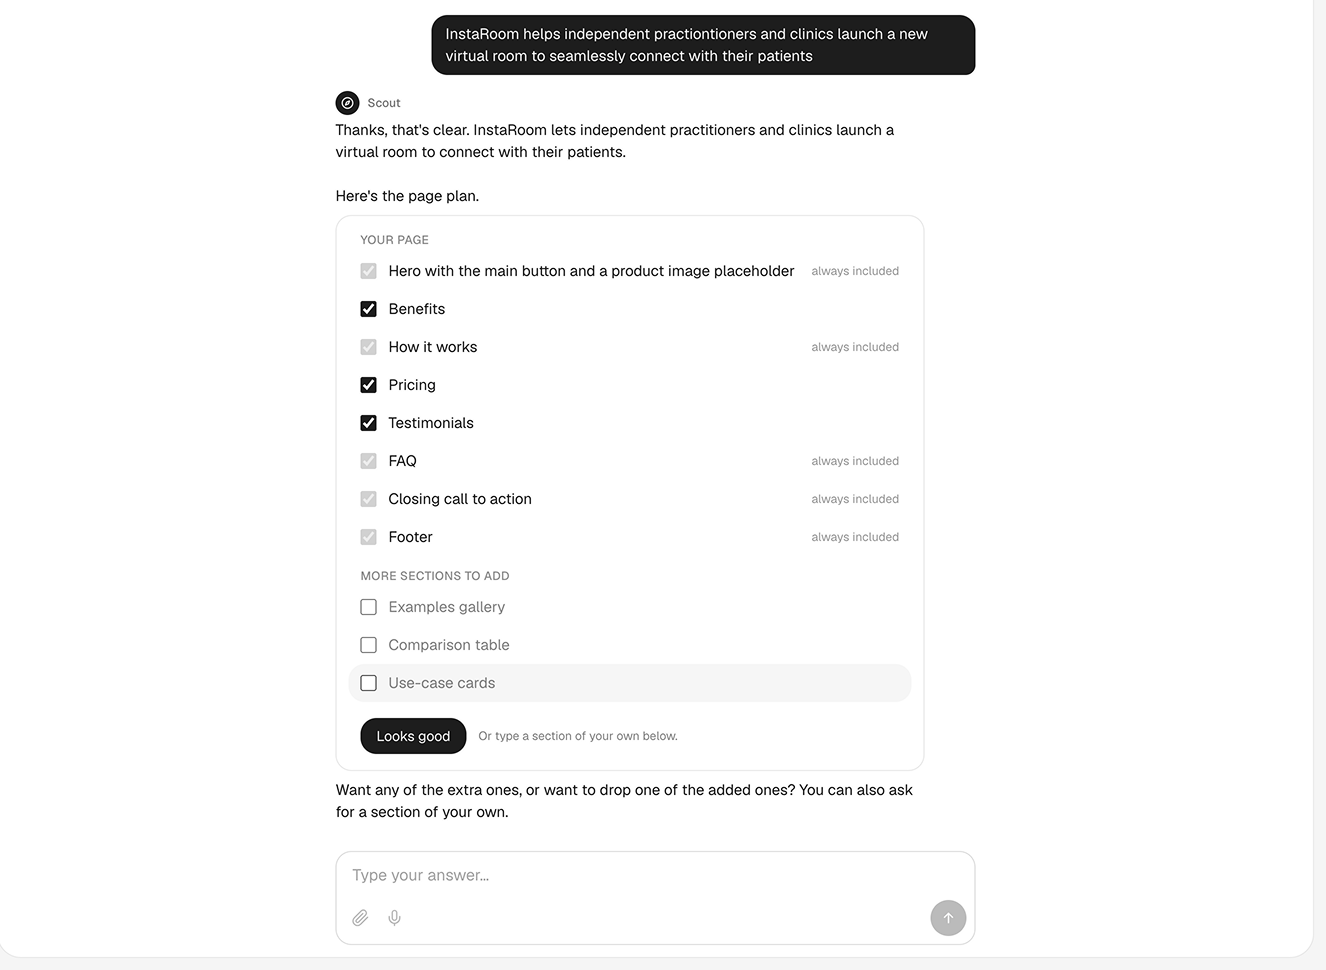 InstaRoom helps independent practiontioners and clinics launch a new
virtual room to seamlessly connect with their patients
Scout
Thanks, that's clear. InstaRoom lets independent practitioners and clinics launch a
virtual room to connect with their patients.
Here's the page plan.
YOUR PAGE
Hero with the main button and a product image placeholder always included
Benefits
How it works always included
Pricing
Testimonials
FAQ always included
Closing call to action always included
Footer always included
MORE SECTIONS TO ADD
Examples gallery
Comparison table
Use-case cards
Looks good Or type a section of your own below.
Want any of the extra ones, or want to drop one of the added ones? You can also ask
for a section of your own.
Type your answer...